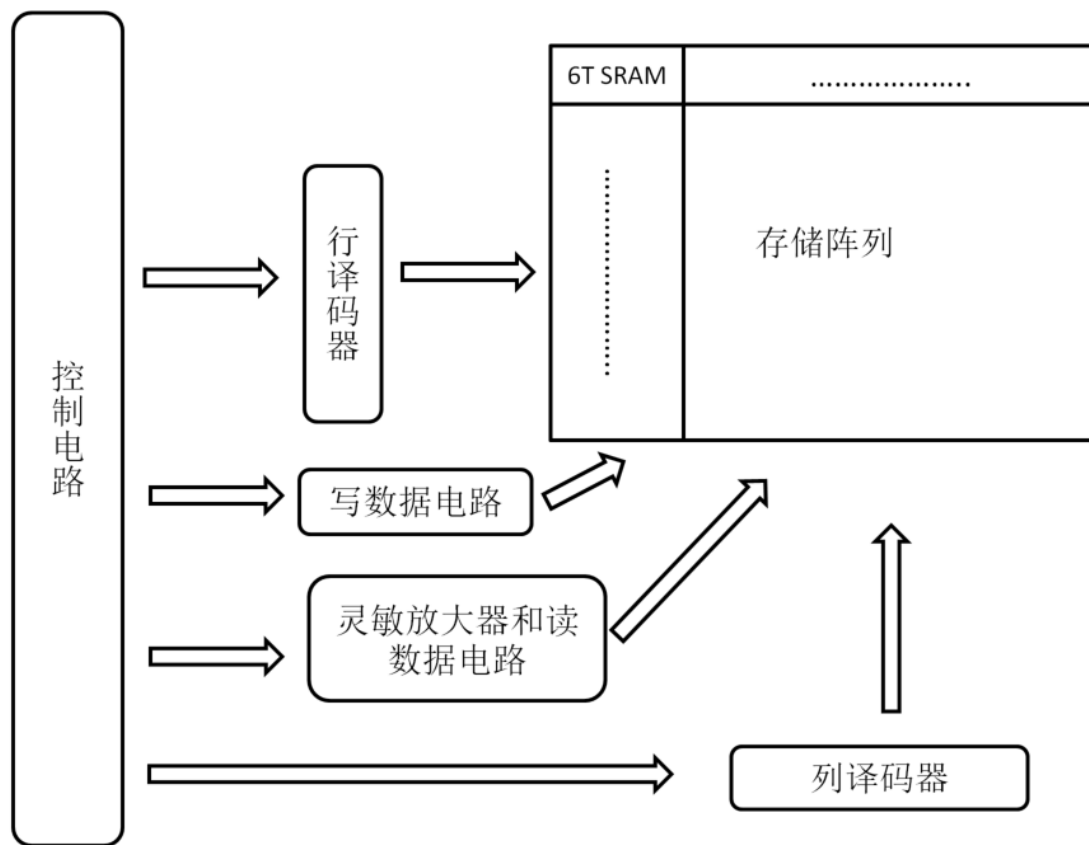 6T SRAM
………………..
存储阵列
行译码器
控制电路
写数据电路
灵敏放大器和读
数据电路
列译码器